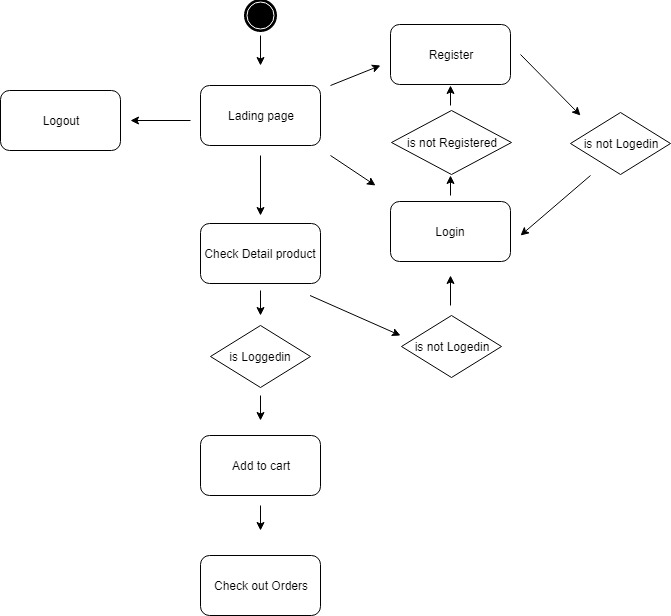 Register
Logout
Lading page
is not Registered
is not Logedin
Login
Check Detail product
is Loggedin
is not Logedin
Add to cart
Check out Orders